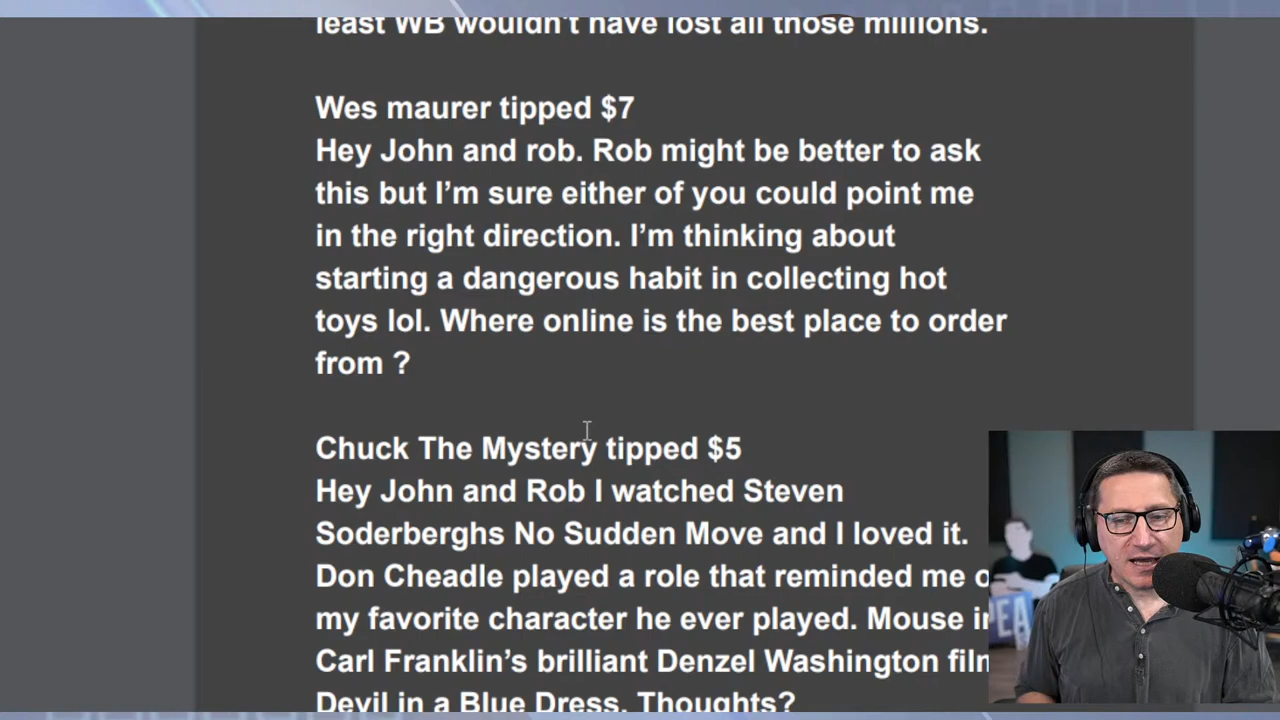 least WB wouldn't have lost all those millions.
Wes maurer tipped $7
Hey John and rob. Rob might be better to ask
this but I’m sure either of you could point me
in the right direction. I’m thinking about
starting a dangerous habit in collecting hot
toys lol. Where online is the best place to order
from ?
Chuck The Mystery tipped $5
Hey John and Rob I watched Steven
Soderberghs No Sudden Move and I loved it.
Don Cheadle played a role that reminded me
my favorite character he ever played. Mouse
Carl Franklin’s brilliant Denzel Washington
Devil in a Blue Dress. Thoughts?